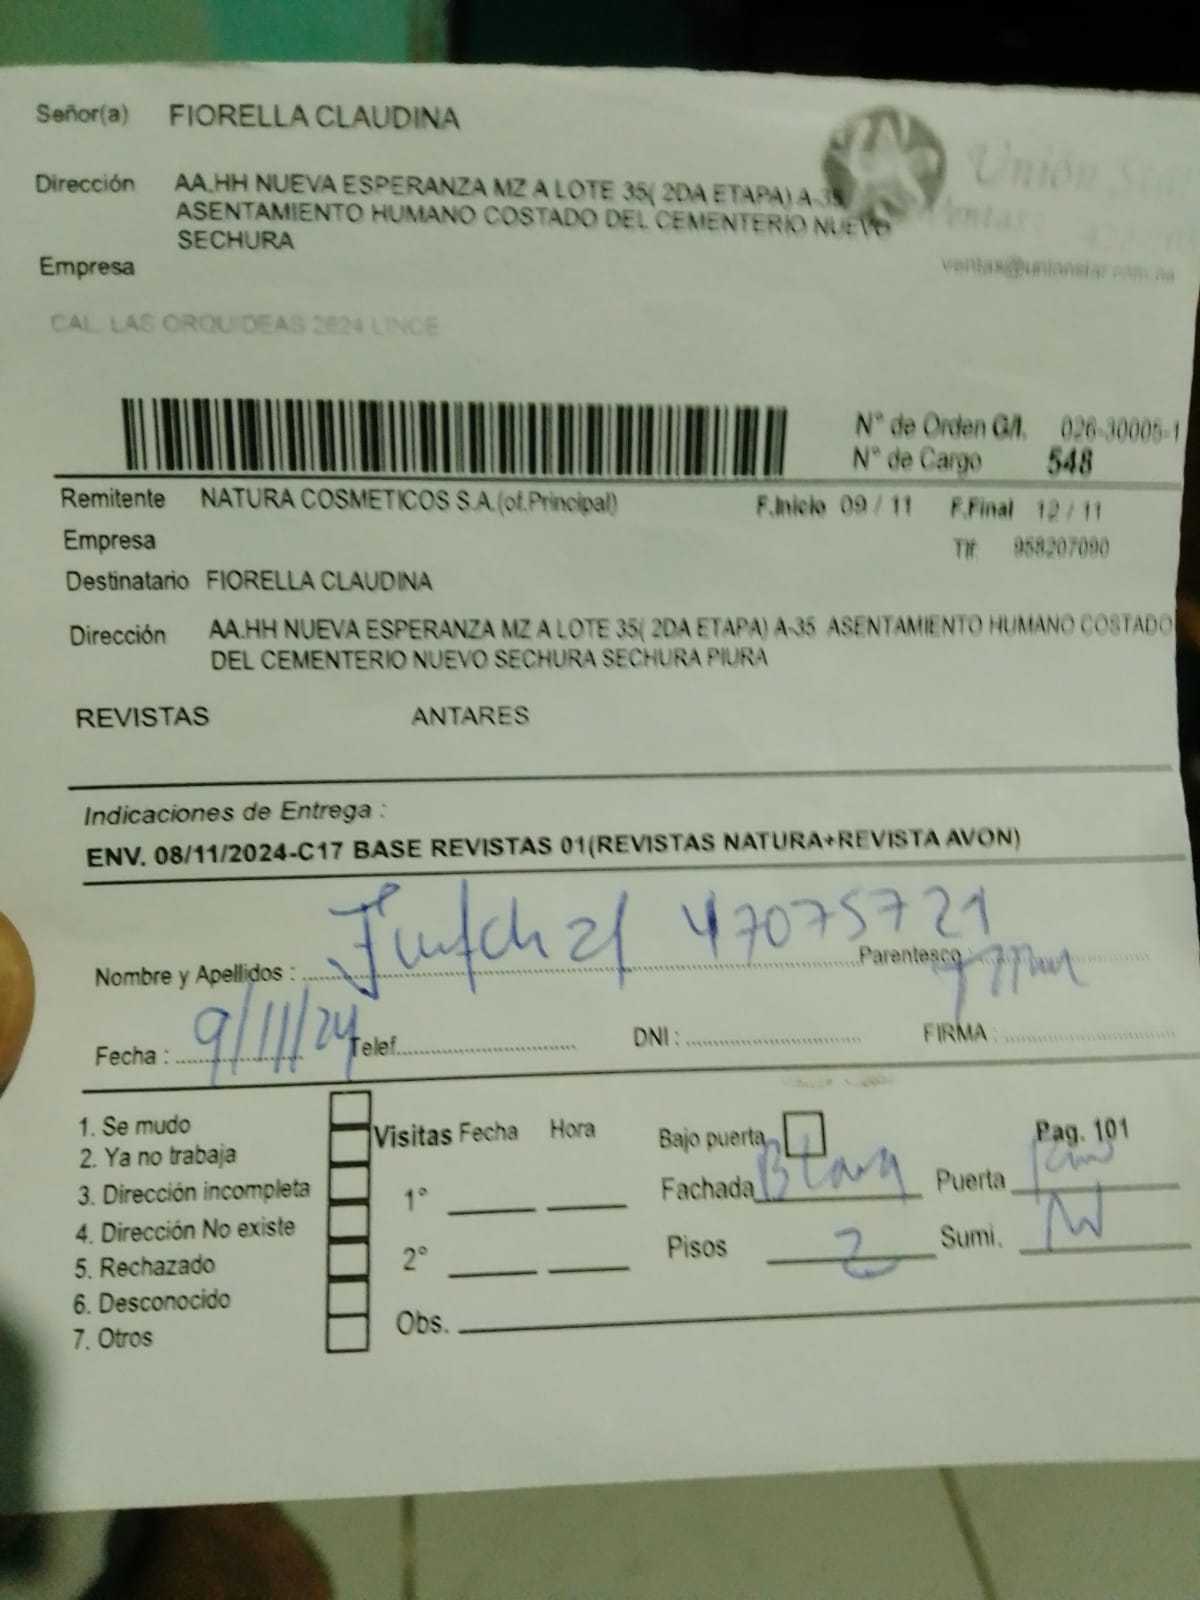 Señor(a) FIORELLA CLAUDINA
Dirección AA.HH NUEVA ESPERANZA MZ A LOTE 35( 2DA ETAPA) A-35
ASENTAMIENTO HUMANO COSTADO DEL CEMENTERIO NUEVO
SECHURA
Unión Star
Ventas:
Empresa
CAL. LAS ORQUIDEAS 2624 LINCE
N° de Orden G/I. 026-30005-1
N° de Cargo 548
Remitente NATURA COSMETICOS S.A.(of.Principal) F.Inicio 09 / 11 F.Final 12 / 11
Empresa Tlf: 958207090
Destinatario FIORELLA CLAUDINA
Dirección AA.HH NUEVA ESPERANZA MZ A LOTE 35( 2DA ETAPA) A-35 ASENTAMIENTO HUMANO COSTADO
DEL CEMENTERIO NUEVO SECHURA SECHURA PIURA
REVISTAS ANTARES
Indicaciones de Entrega :
ENV. 08/11/2024-C17 BASE REVISTAS 01(REVISTAS NATURA+REVISTA AVON)
Nombre y Apellidos : 47075721 Parentesco :
Fecha : 9/11/24 Telef. DNI : FIRMA :
1. Se mudo
2. Ya no trabaja
3. Dirección incompleta
4. Dirección No existe
5. Rechazado
6. Desconocido
7. Otros
Visitas Fecha Hora
1°
2°
Obs.
Bajo puerta Pag. 101
Fachada Puerta
Pisos 2 Sumi.